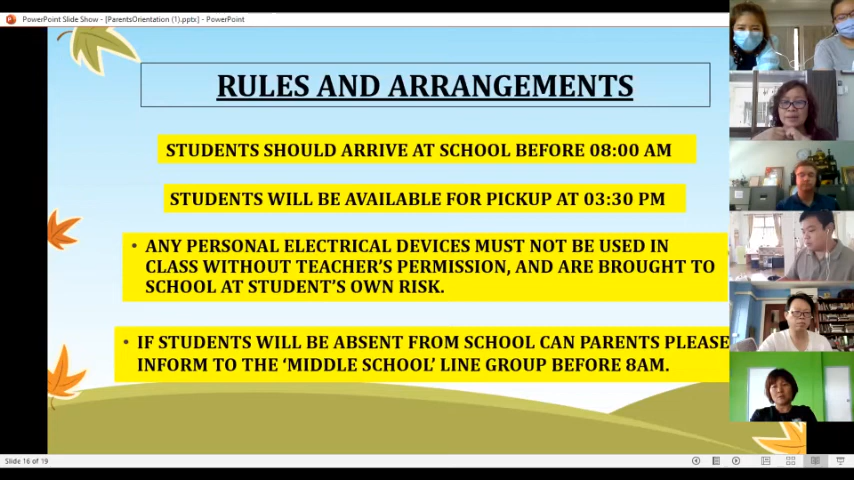 PowerPoint Slide Show - [ParentsOrientation (1).pptx] - PowerPoint
RULES AND ARRANGEMENTS
STUDENTS SHOULD ARRIVE AT SCHOOL BEFORE 08:00 AM
STUDENTS WILL BE AVAILABLE FOR PICKUP AT 03:30 PM
• ANY PERSONAL ELECTRICAL DEVICES MUST NOT BE USED IN
CLASS WITHOUT TEACHER'S PERMISSION, AND ARE BROUGHT TO
SCHOOL AT STUDENT'S OWN RISK.
• IF STUDENTS WILL BE ABSENT FROM SCHOOL CAN PARENTS PLEASE
INFORM TO THE ‘MIDDLE SCHOOL’ LINE GROUP BEFORE 8AM.
Slide 16 of 19